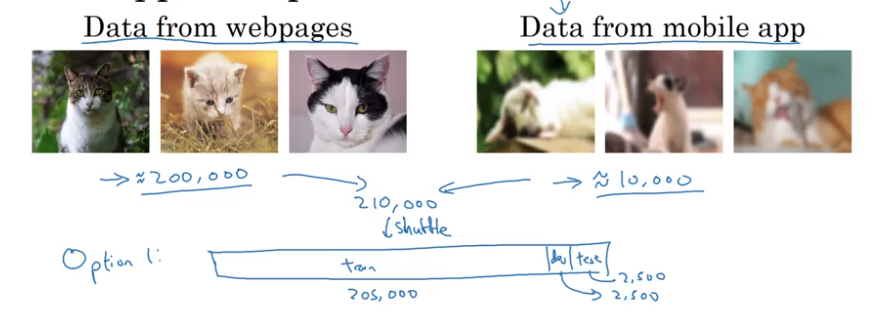 Data from webpages
Data from mobile app
→ ≈ 200,000
→ ≈ 10,000
210,000
↓ shuffle
Option 1:
train
dev
test
205,000
2,500
2,500